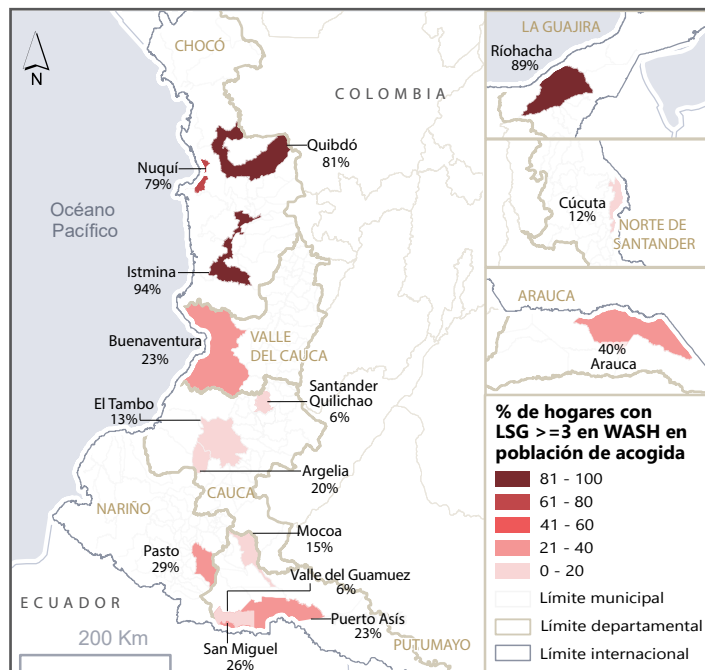 N
CHOCÓ
COLOMBIA
Quibdó
81%
Nuquí
79%
Océano
Pacífico
Istmina
94%
Buenaventura
23%
VALLE
DEL CAUCA
Santander
Quilichao
6%
El Tambo
13%
Argelia
20%
CAUCA
NARIÑO
Mocoa
15%
Pasto
29%
Valle del Guamuez
6%
Puerto Asís
23%
ECUADOR
San Miguel
26%
PUTUMAYO
200 Km
LA GUAJIRA
Ríohacha
89%
Cúcuta
12%
NORTE DE
SANTANDER
ARAUCA
40%
Arauca
% de hogares con
LSG >=3 en WASH en
población de acogida
81 - 100
61 - 80
41 - 60
21 - 40
0 - 20
Límite municipal
Límite departamental
Límite internacional